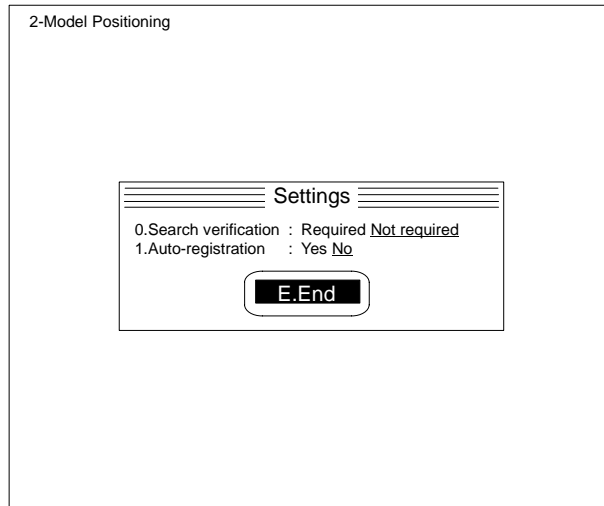 2-Model Positioning
Settings
0.Search verification : Required Not required
1.Auto-registration : Yes No
E.End